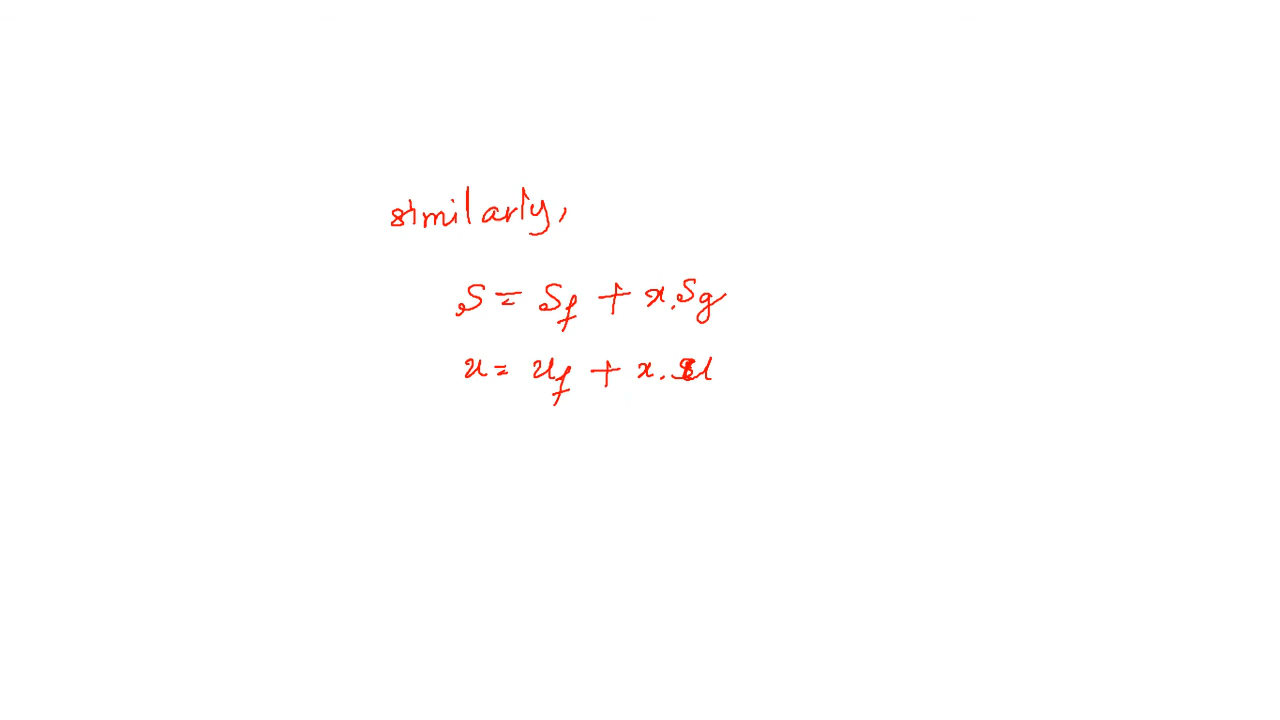 similarly,
S = Sf + x.Sg
u = uf + x.u